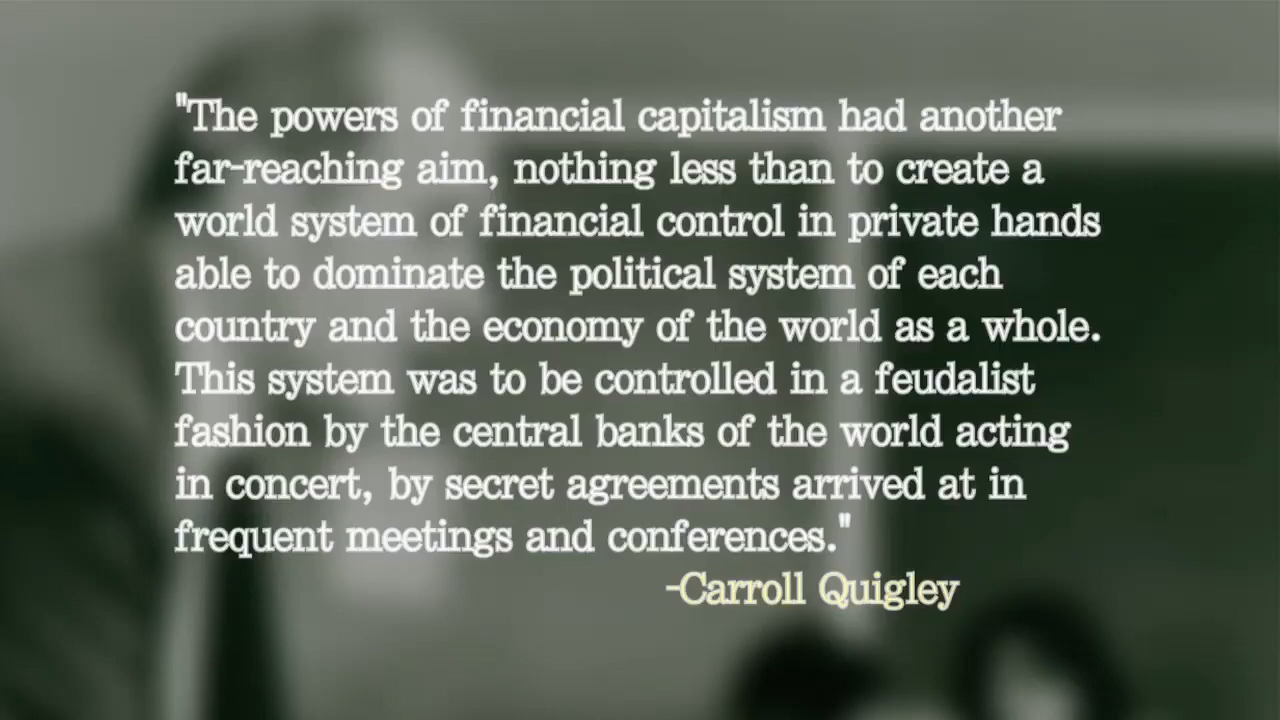 "The powers of financial capitalism had another
far-reaching aim, nothing less than to create a
world system of financial control in private hands
able to dominate the political system of each
country and the economy of the world as a whole.
This system was to be controlled in a feudalist
fashion by the central banks of the world acting
in concert, by secret agreements arrived at in
frequent meetings and conferences."
-Carroll Quigley